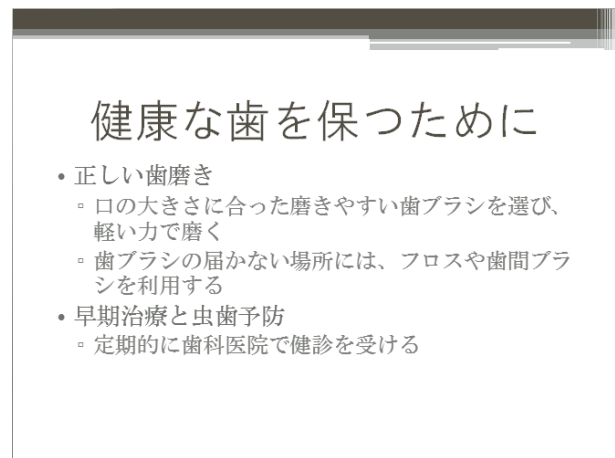 健康な歯を保つために
• 正しい歯磨き
▫ 口の大きさに合った磨きやすい歯ブラシを選び、
軽い力で磨く
▫ 歯ブラシの届かない場所には、フロスや歯間ブラ
シを利用する
• 早期治療と虫歯予防
▫ 定期的に歯科医院で健診を受ける